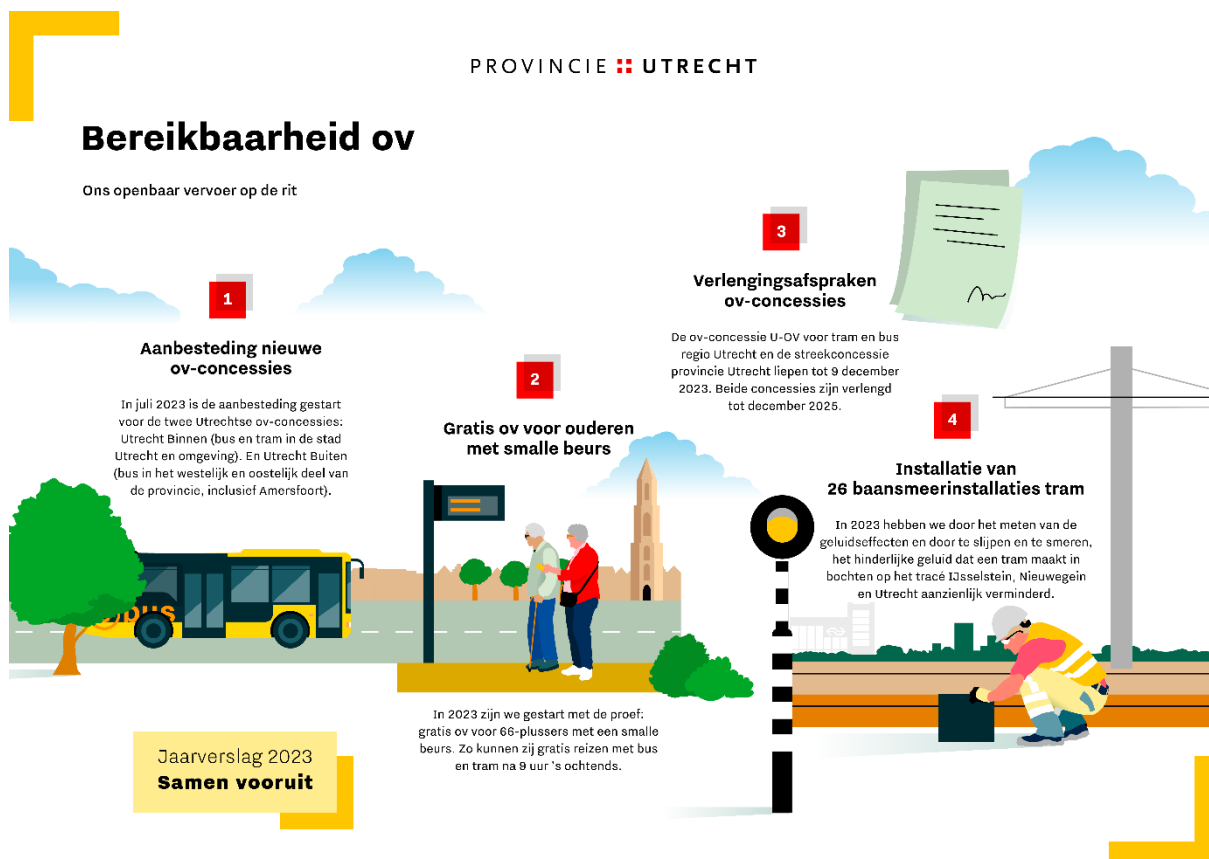 PROVINCIE UTRECHT
Bereikbaarheid ov
Ons openbaar vervoer op de rit
1
Aanbesteding nieuwe
ov-concessies
In juli 2023 is de aanbesteding gestart
voor de twee Utrechtse ov-concessies:
Utrecht Binnen (bus en tram in de stad
Utrecht en omgeving). En Utrecht Buiten
(bus in het westelijk en oostelijk deel van
de provincie, inclusief Amersfoort).
bus
2
Gratis ov voor ouderen
met smalle beurs
In 2023 zijn we gestart met de proef:
gratis ov voor 66-plussers met een smalle
beurs. Zo kunnen zij gratis reizen met bus
en tram na 9 uur 's ochtends.
3
Verlengingsafspraken
ov-concessies
De ov-concessie U-OV voor tram en bus
regio Utrecht en de streekconcessie
provincie Utrecht liepen tot 9 december
2023. Beide concessies zijn verlengd
tot december 2025.
4
Installatie van
26 baansmeerinstallaties tram
In 2023 hebben we door het meten van de
geluidseffecten en door te slijpen en te smeren,
het hinderlijke geluid dat een tram maakt in
bochten op het tracé IJsselstein, Nieuwegein
en Utrecht aanzienlijk verminderd.
Jaarverslag 2023
Samen vooruit